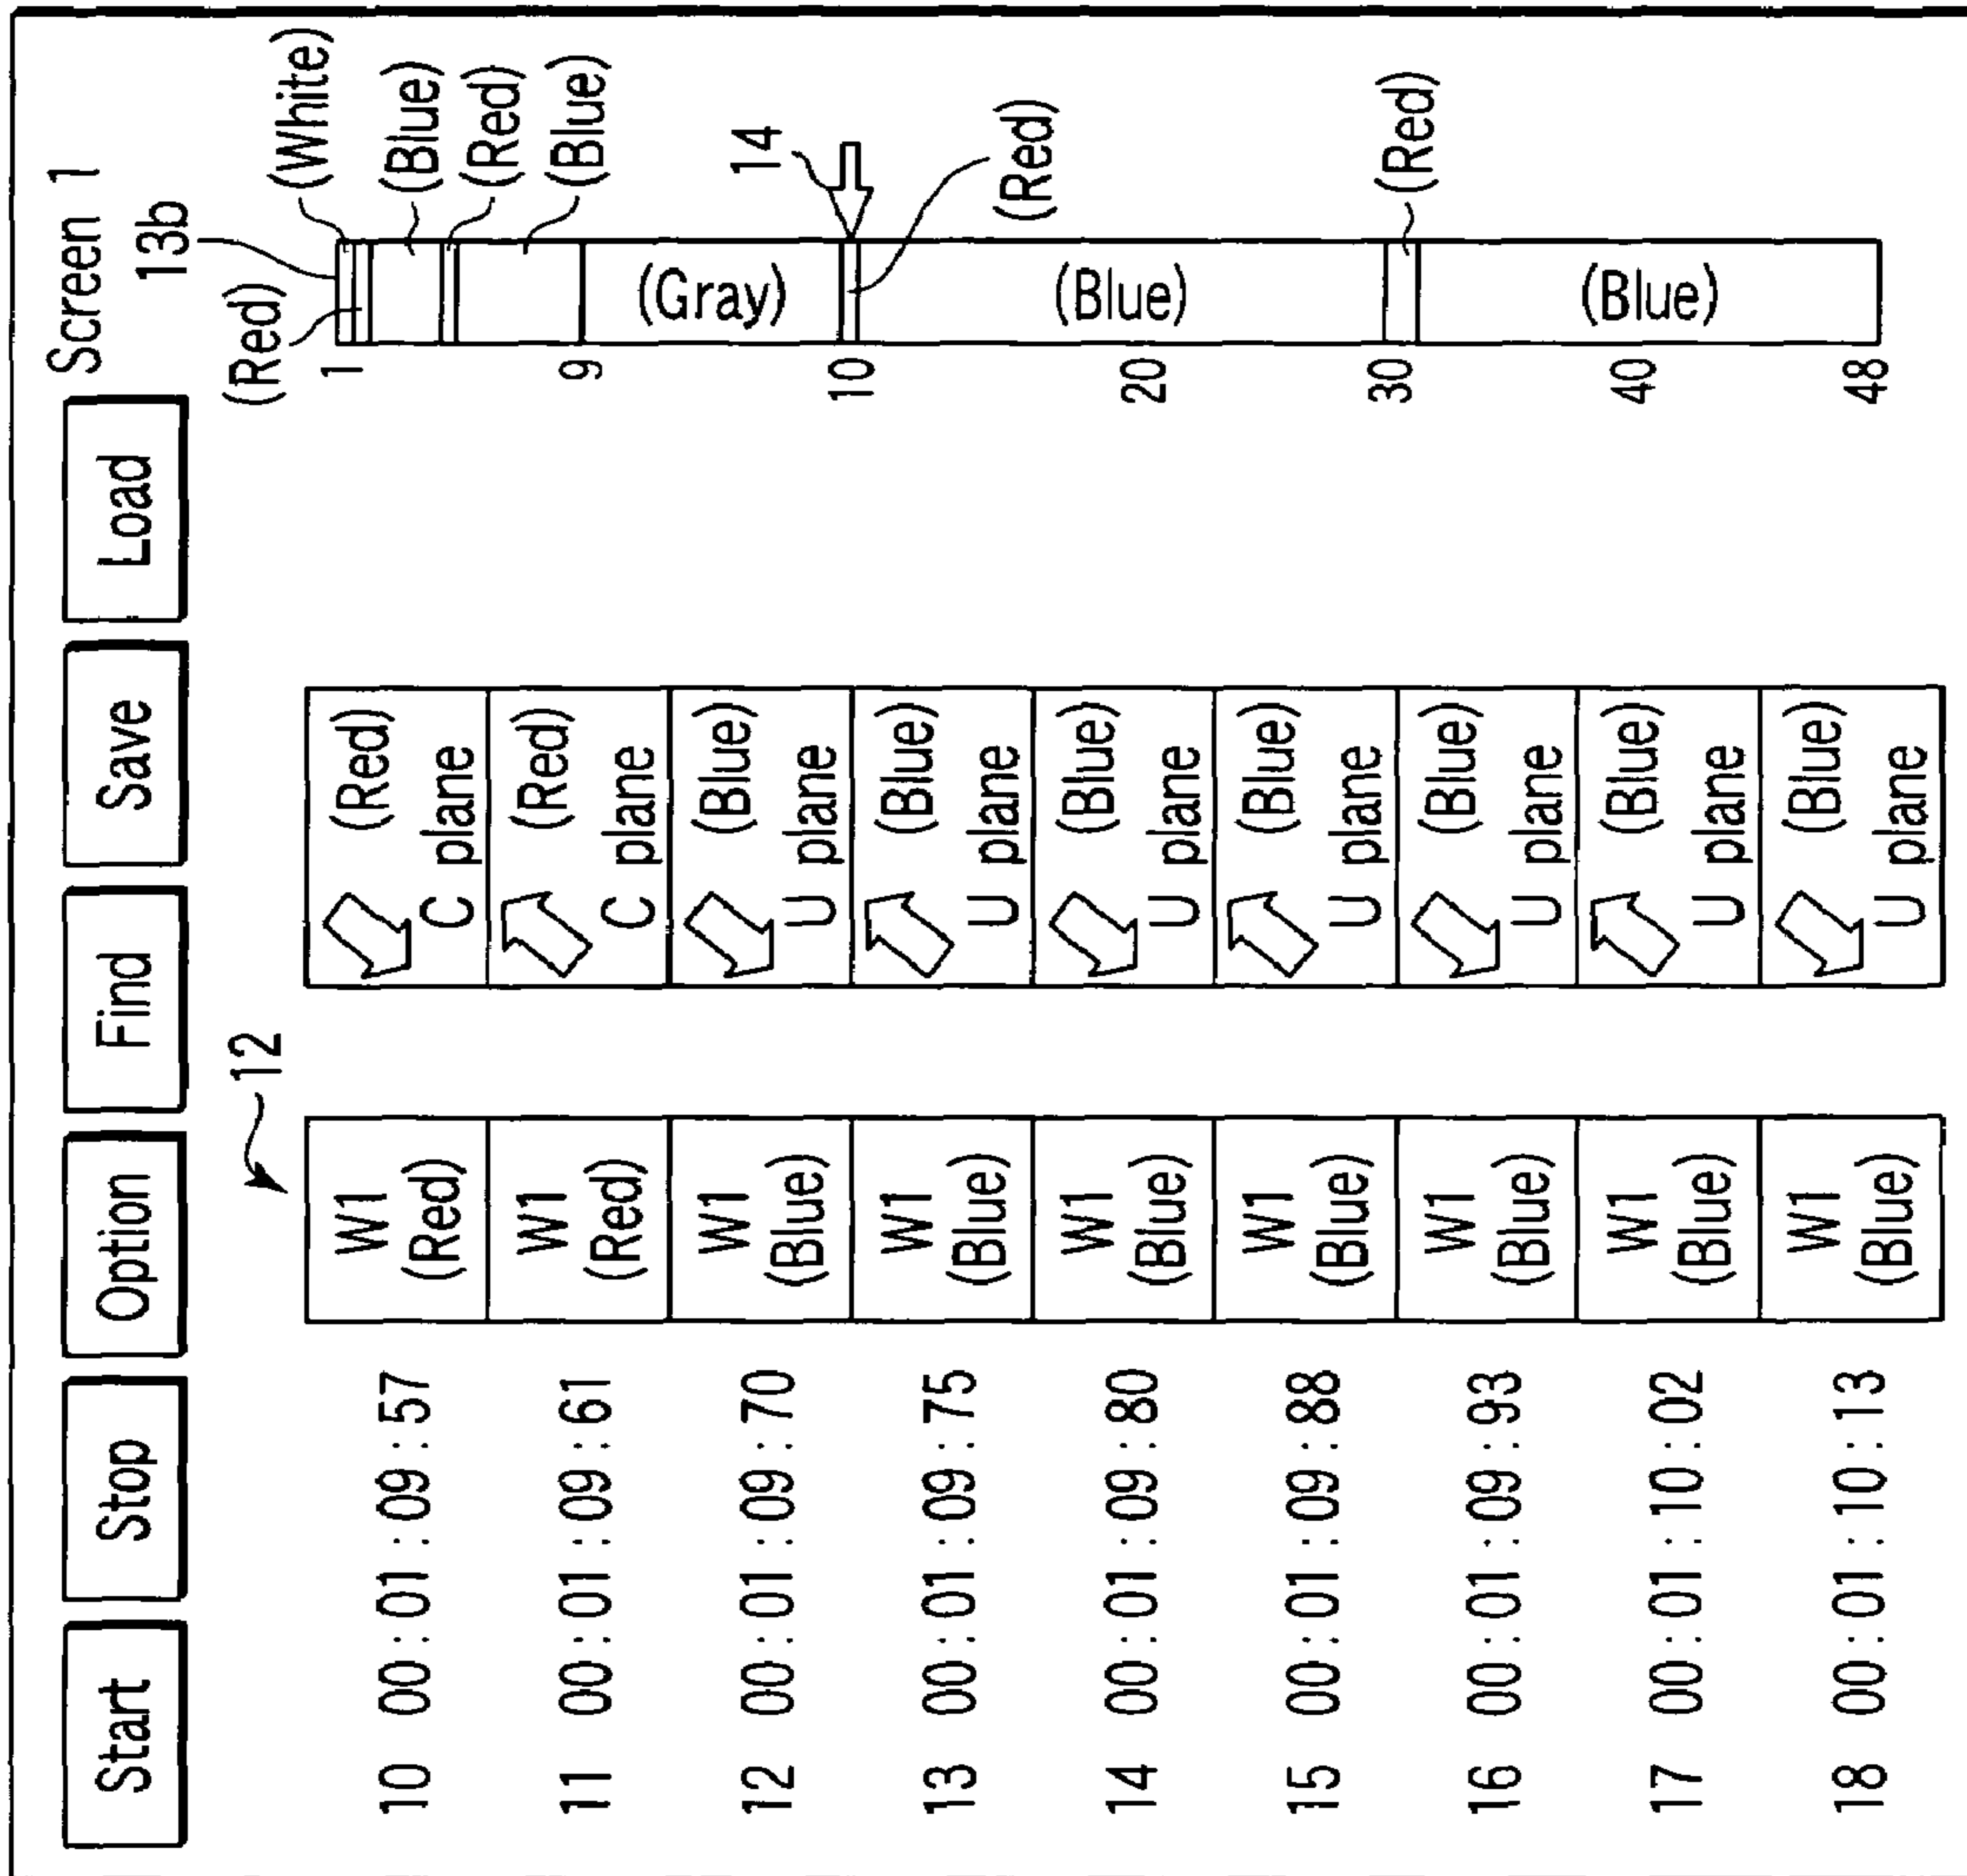 Screen 1
Start Stop Option Find Save Load
12
13b
10 00:01:09:57 W1 (Red) (Red) C plane
11 00:01:09:61 W1 (Red) (Red) C plane
12 00:01:09:70 W1 (Blue) (Blue) U plane
13 00:01:09:75 W1 (Blue) (Blue) U plane
14 00:01:09:80 W1 (Blue) (Blue) U plane
15 00:01:09:88 W1 (Blue) (Blue) U plane
16 00:01:09:93 W1 (Blue) (Blue) U plane
17 00:01:10:02 W1 (Blue) (Blue) U plane
18 00:01:10:13 W1 (Blue) (Blue) U plane
(Red)
(White)
1
(Blue)
(Red)
(Blue)
9
(Gray)
14
10
(Red)
20 (Blue)
30
(Red)
40 (Blue)
48